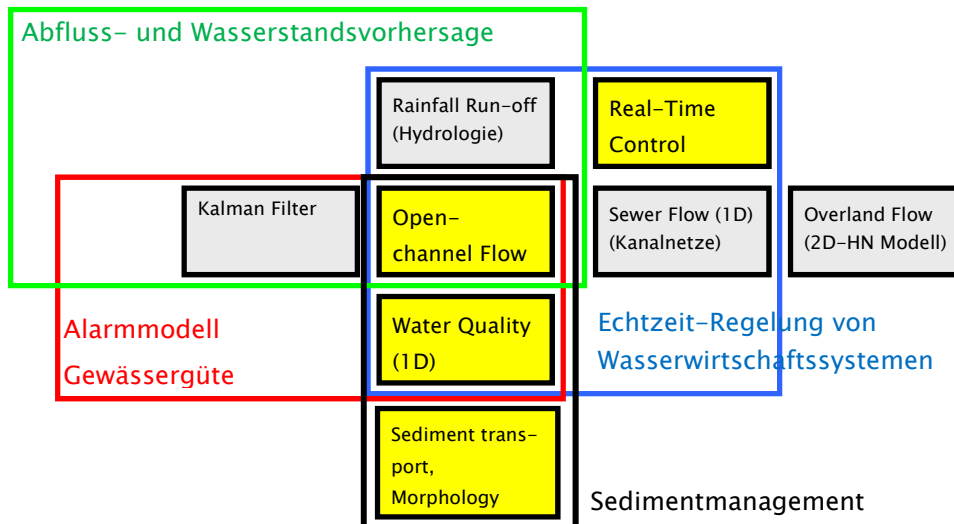 Abfluss- und Wasserstandsvorhersage
Rainfall Run-off
(Hydrologie)
Real-Time
Control
Kalman Filter
Open-
channel Flow
Sewer Flow (1D)
(Kanalnetze)
Overland Flow
(2D-HN Modell)
Alarmmodell
Gewässergüte
Water Quality
(1D)
Echtzeit-Regelung von
Wasserwirtschaftssystemen
Sediment trans-
port,
Morphology
Sedimentmanagement